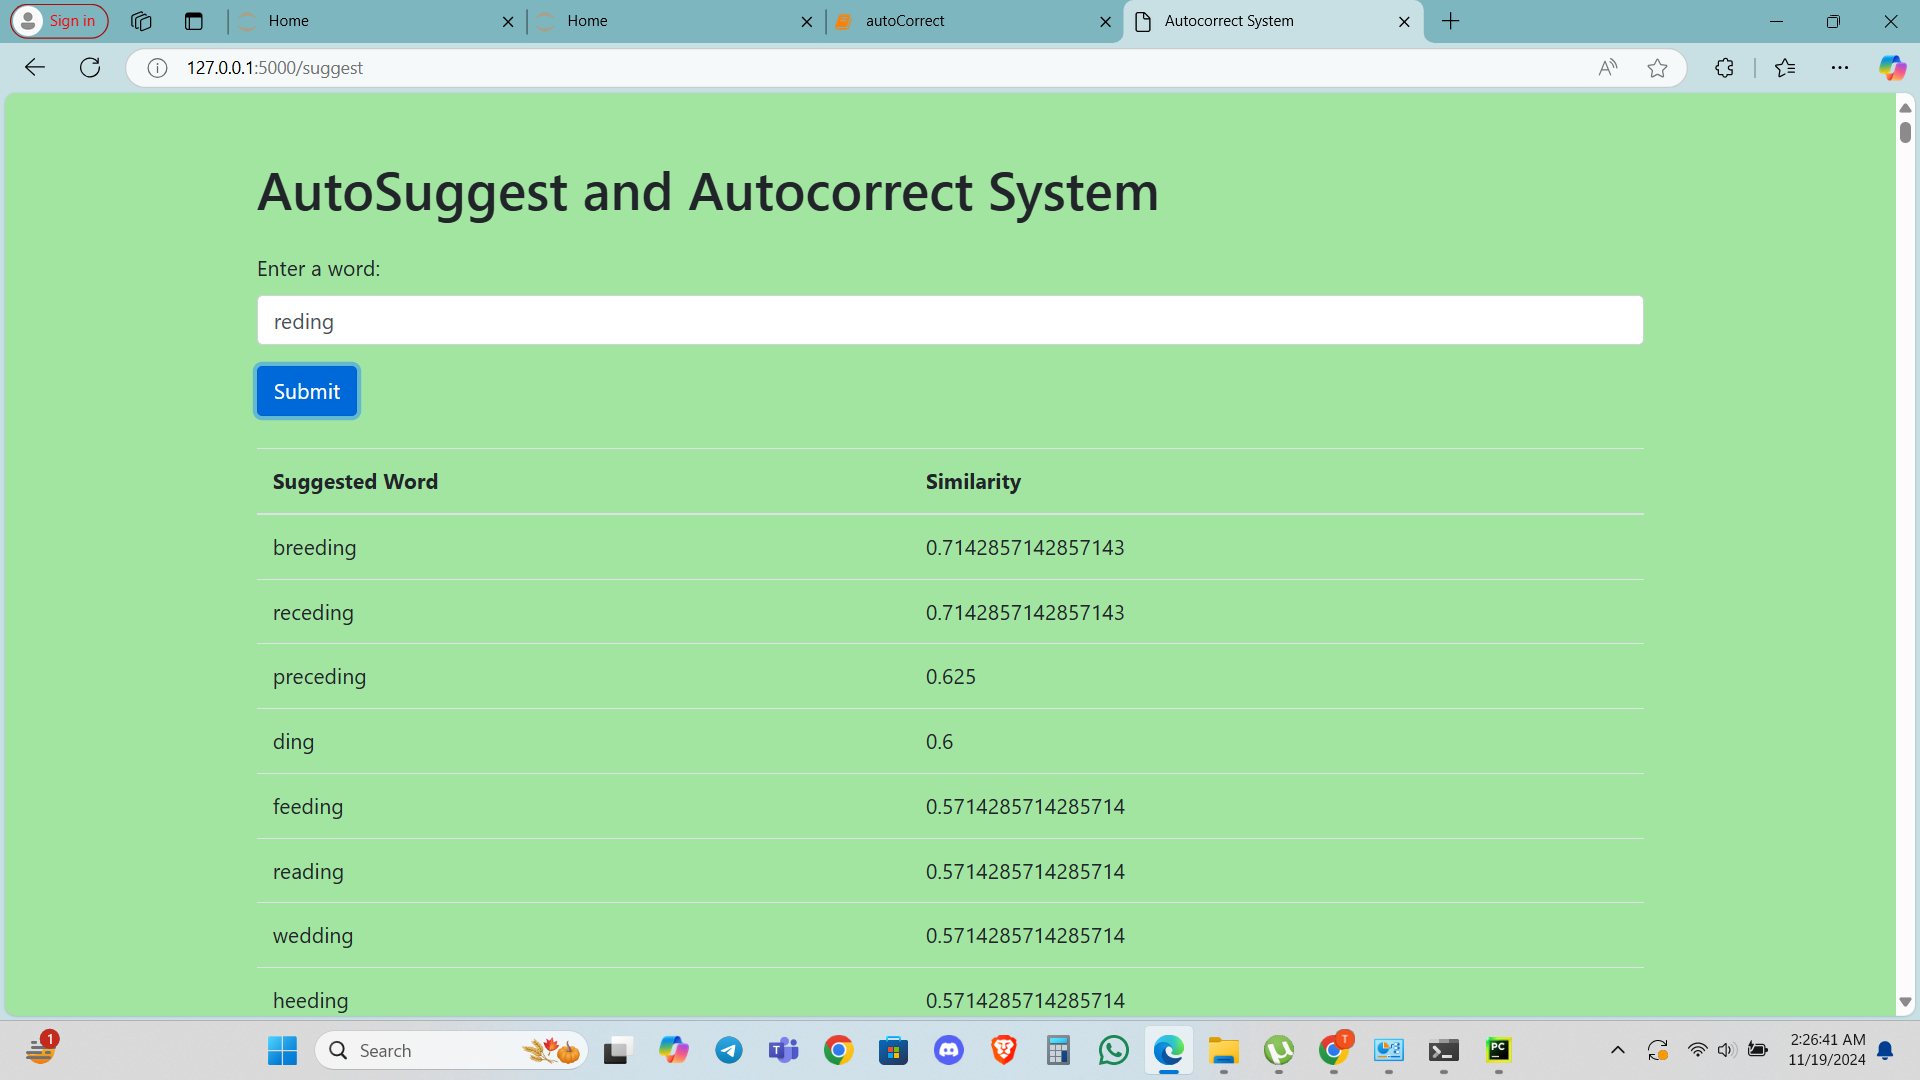 Sign in
Home
Home
autoCorrect
Autocorrect System
127.0.0.1:5000/suggest
AutoSuggest and Autocorrect System
Enter a word:
reding
Submit
Suggested Word Similarity
breeding 0.7142857142857143
receding 0.7142857142857143
preceding 0.625
ding 0.6
feeding 0.5714285714285714
reading 0.5714285714285714
wedding 0.5714285714285714
heeding 0.5714285714285714
1
Search
T
PC
2:26:41 AM
11/19/2024